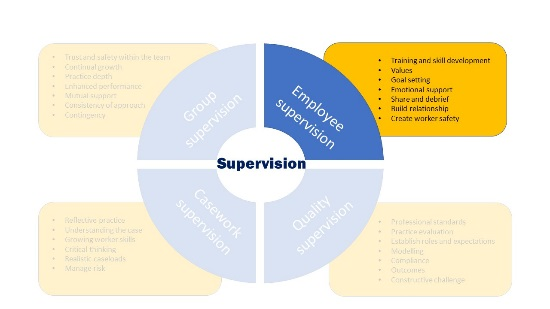 Trust and safety within the team
Continual growth
Practice depth
Enhanced performance
Mutual support
Consistence of approach
Contingency
Group
supervision
Employee
supervision
Training and skill development
Values
Goal setting
Emotional support
Share and debrief
Build relationship
Create worker safety
Supervision
Casework
supervision
Quality
supervision
Reflective practice
Understanding the case
Growing worker skills
Critical thinking
Realistic caseloads
Manage risk
Professional standards
Practice evaluation
Establish roles and expectations
Modelling
Compliance
Outcomes
Constructive challenge